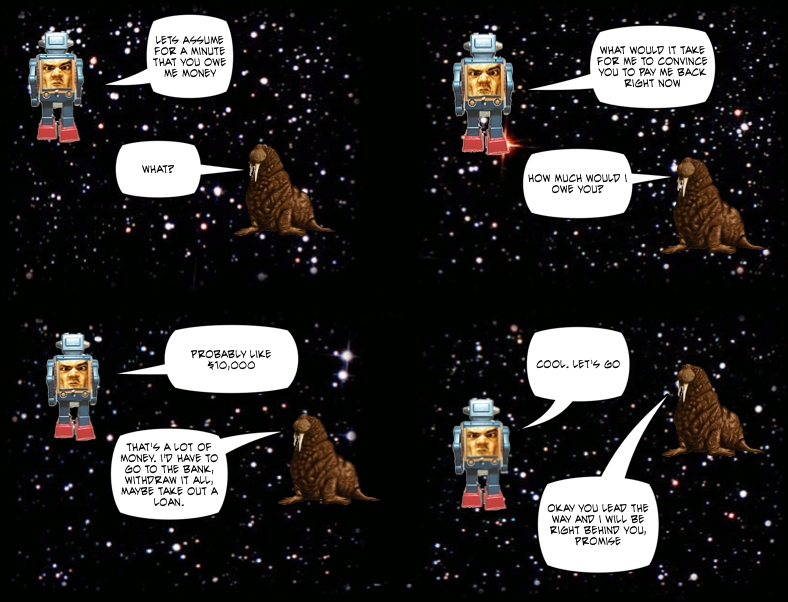 LETS ASSUME
FOR A MINUTE
THAT YOU OWE
ME MONEY
WHAT?
WHAT WOULD IT TAKE
FOR ME TO CONVINCE
YOU TO PAY ME BACK
RIGHT NOW
HOW MUCH WOULD I
OWE YOU?
PROBABLY LIKE
$10,000
THAT'S A LOT OF
MONEY. I'D HAVE TO
GO TO THE BANK,
WITHDRAW IT ALL,
MAYBE TAKE OUT A
LOAN.
COOL. LET'S GO
OKAY YOU LEAD THE
WAY AND I WILL BE
RIGHT BEHIND YOU,
PROMISE